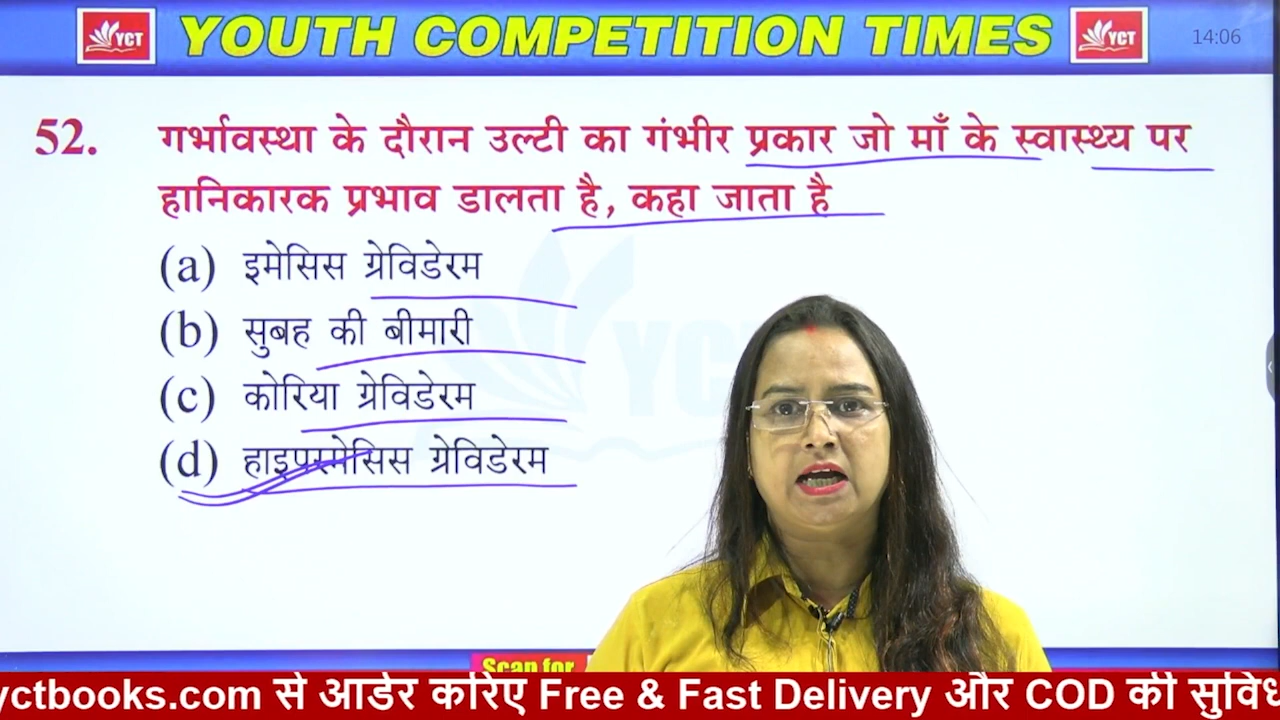 YCT
YOUTH COMPETITION TIMES
YCT
14:06
52. गर्भावस्था के दौरान उल्टी का गंभीर प्रकार जो माँ के स्वास्थ्य पर
हानिकारक प्रभाव डालता है, कहा जाता है
(a) इमेसिस ग्रेविडेरम
(b) सुबह की बीमारी
(c) कोरिया ग्रेविडेरम
(d) हाइपरमेसिस ग्रेविडेरम
YCT
Scan for
yctbooks.com से आर्डर करिए Free & Fast Delivery और COD की